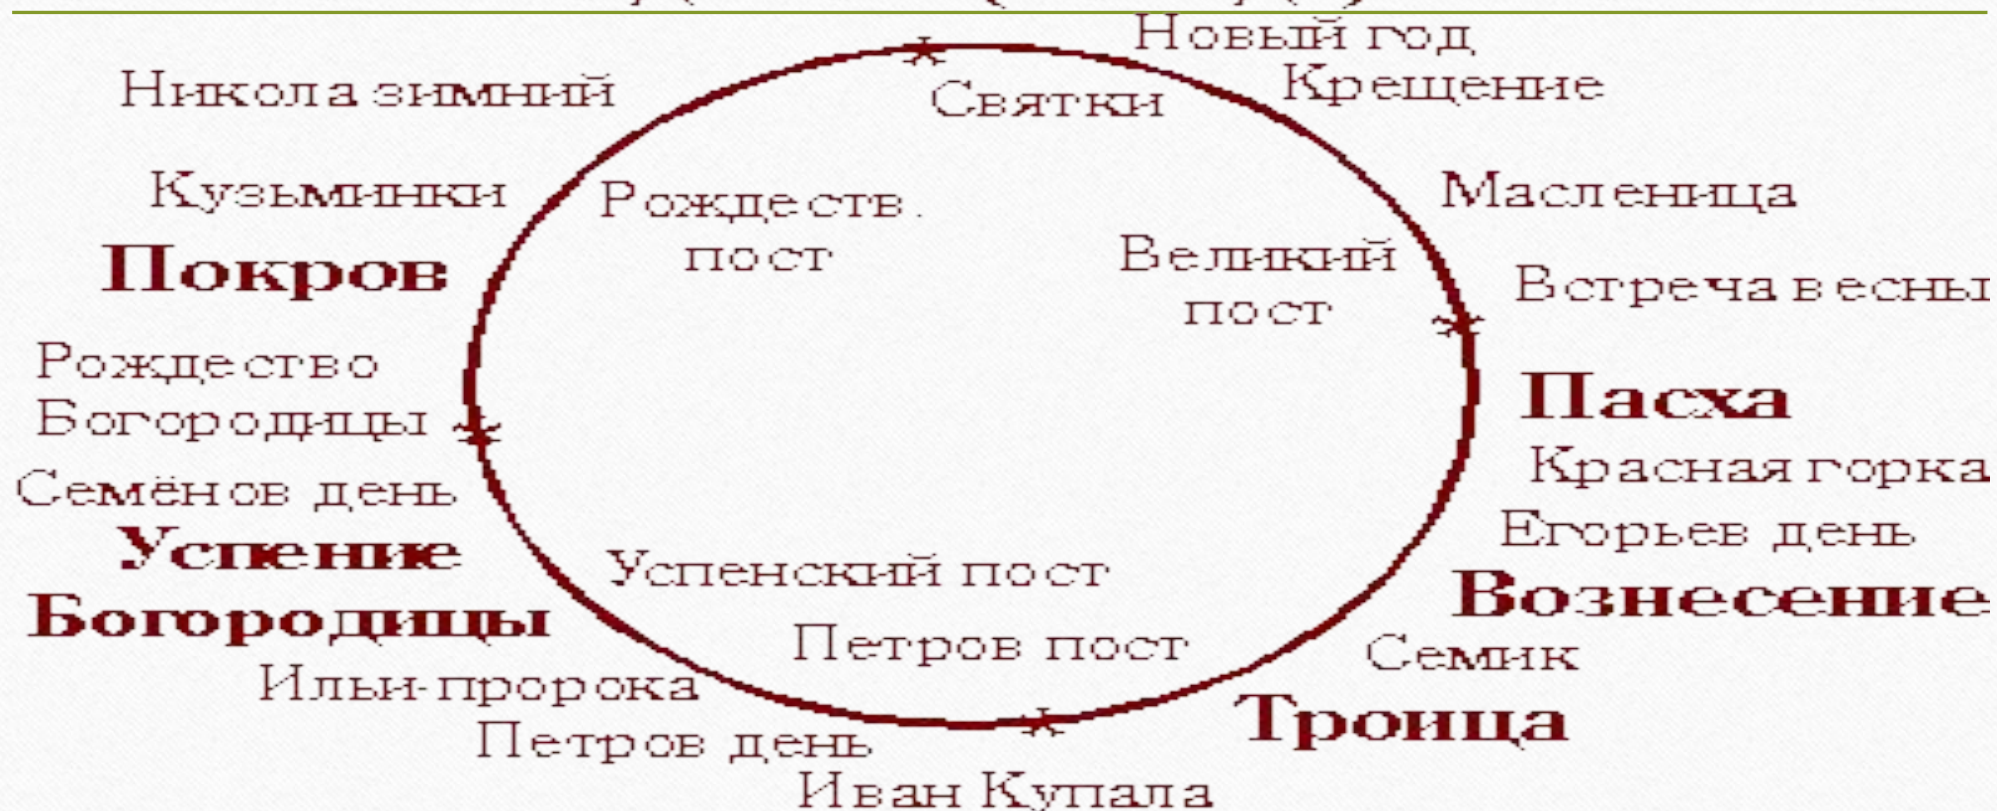 Новый год
Никола зимний
Святки
Крещение
Кузьминки
Рождеств.
пост
Масленица
Покров
Великий
пост
Встреча весны
Рождество
Богородицы
Пасха
Красная горка
Семёнов день
Егорьев день
Успение
Богородицы
Успенский пост
Вознесение
Петров пост
Семик
Ильи-пророка
Троица
Петров день
Иван Купала